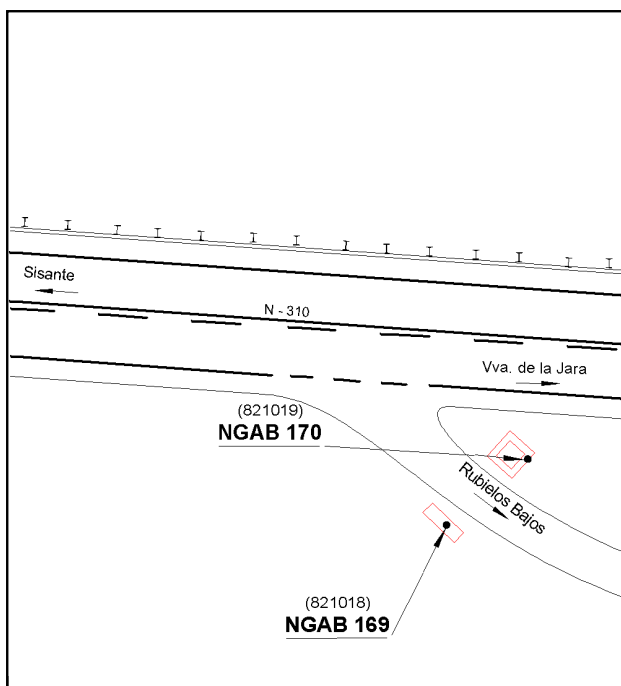 Sisante
N - 310
Vva. de la Jara
(821019)
NGAB 170
Rubielos Bajos
(821018)
NGAB 169